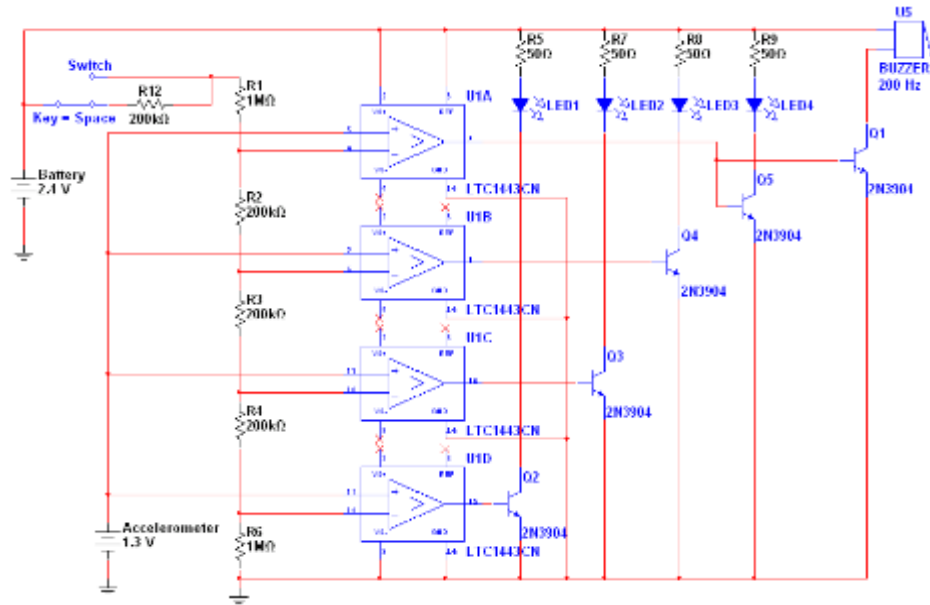 U5
BUZZER
200 Hz
R5
50Ω
R7
50Ω
R8
50Ω
R9
50Ω
LED1
LED2
LED3
LED4
Switch
R12
200kΩ
Key = Space
R1
1MΩ
U1A
LTC1443CN
Q1
2N3904
Battery
2.4 V
R2
200kΩ
Q5
2N3904
U1B
LTC1443CN
Q4
2N3904
R3
200kΩ
U1C
LTC1443CN
Q3
2N3904
R4
200kΩ
U1D
LTC1443CN
Q2
2N3904
Accelerometer
1.3 V
R6
1MΩ